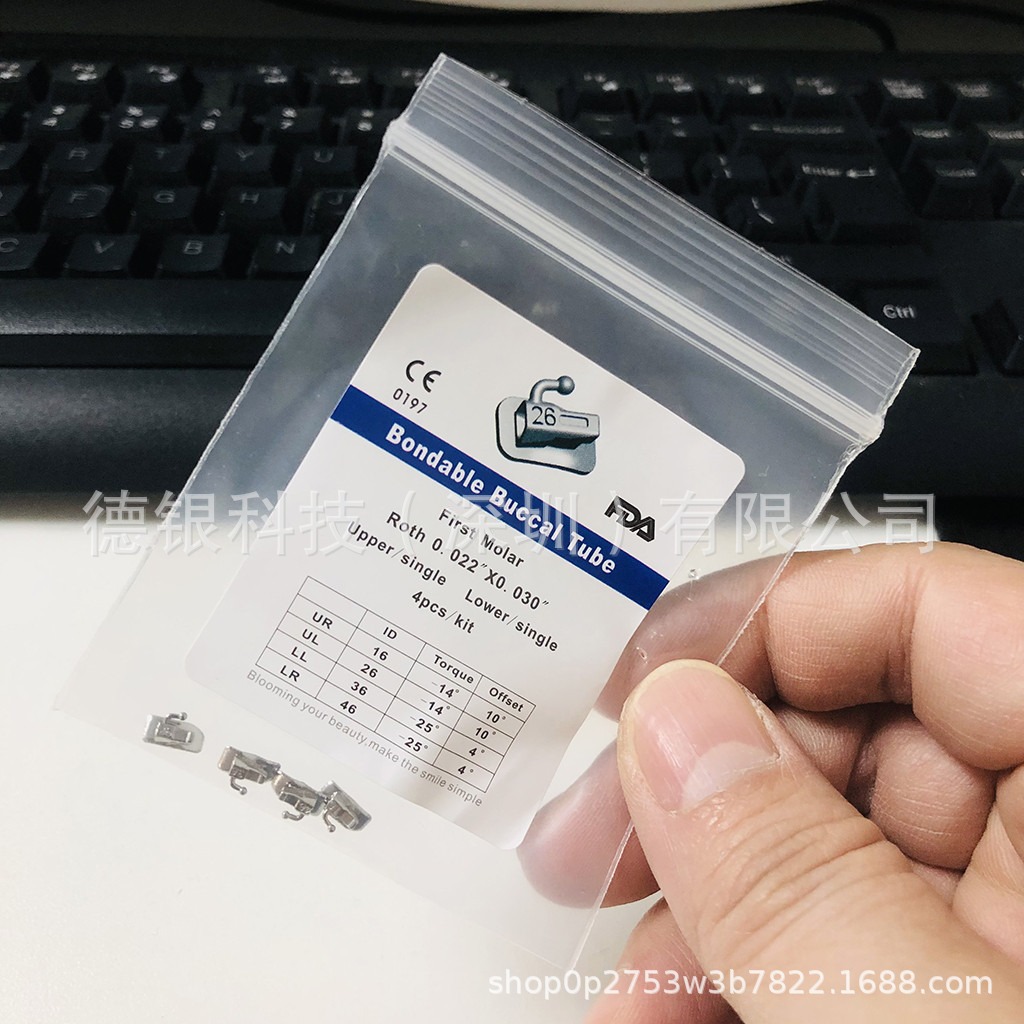 CE
0197
26
Bondable Buccal Tube
FDA
First Molar
Roth 0.022"X0.030"
Upper/single Lower/single
4pcs/kit
ID Torque Offset
UR 16 -14° 10°
UL 26 -14° 10°
LL 36 -25° 4°
LR 46 -25° 4°
Blooming your beauty,make the smile simple
德银科技（深圳）有限公司
shop0p2753w3b7822.1688.com
Ctrl
Enter
R T Y U
F G H J
C V B N